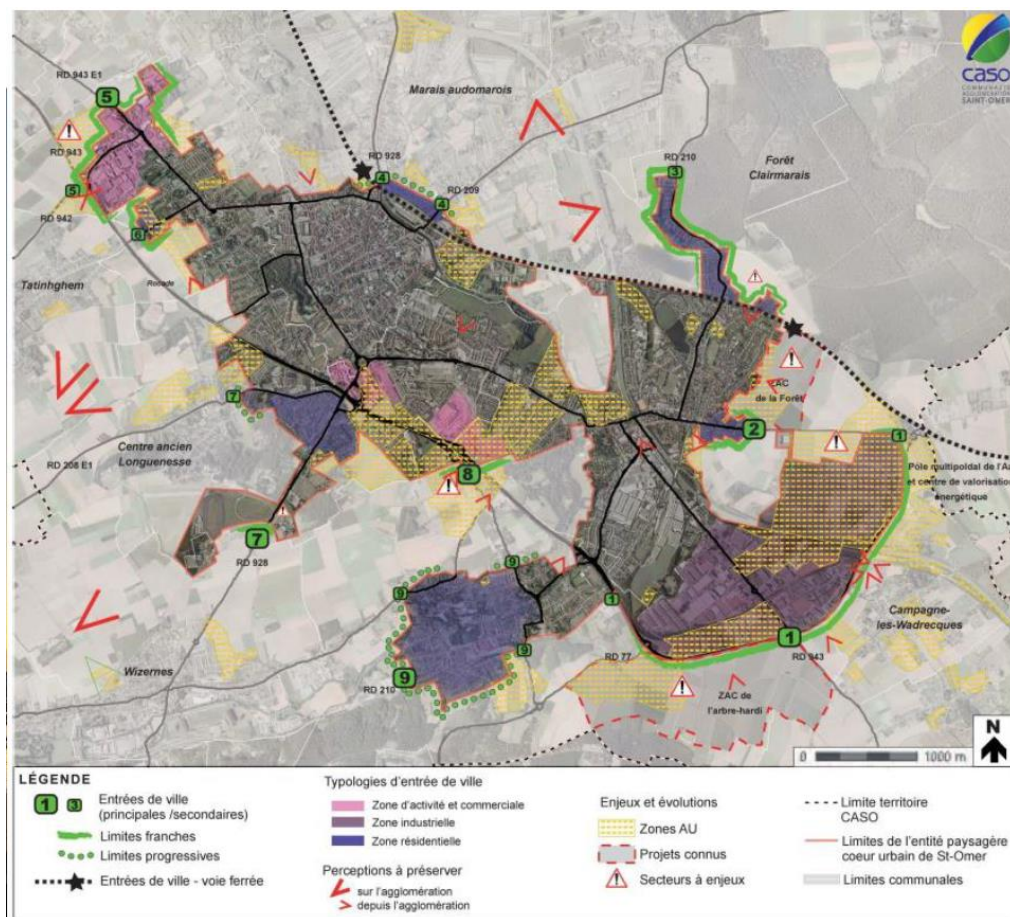 caso
COMMUNAUTÉ
AGGLOMÉRATION
SAINT-OMER
RD 943 E1
5
Marais audomarois
RD 943
RD 928
RD 210
Forêt
Clairmarais
4
3
5
RD 209
4
RD 942
6
Tatinhghem
Rocade
ZAC
de la Forêt
7
2
1
Centre ancien
Longuenesse
RD 208 E1
8
Pôle multipoldal de l'Aa
et centre de valorisation
énergétique
7
RD 928
9
9
1
Campagne-
les-Wadrecques
1
Wizernes
9
RD 77
RD 943
9
RD 210
ZAC de
l'arbre-hardi
N
0
1000 m
LÉGENDE
1 3 Entrées de ville
(principales /secondaires)
Limites franches
Limites progressives
Entrées de ville - voie ferrée
Typologies d'entrée de ville
Zone d'activité et commerciale
Zone industrielle
Zone résidentielle
Perceptions à préserver
sur l'agglomération
depuis l'agglomération
Enjeux et évolutions
Zones AU
Projets connus
Secteurs à enjeux
Limite territoire
CASO
Limites de l'entité paysagère
coeur urbain de St-Omer
Limites communales